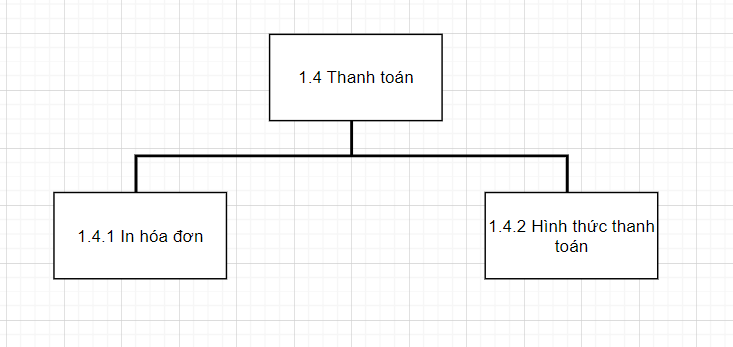 1.4 Thanh toán
1.4.1 In hóa đơn
1.4.2 Hình thức thanh
toán